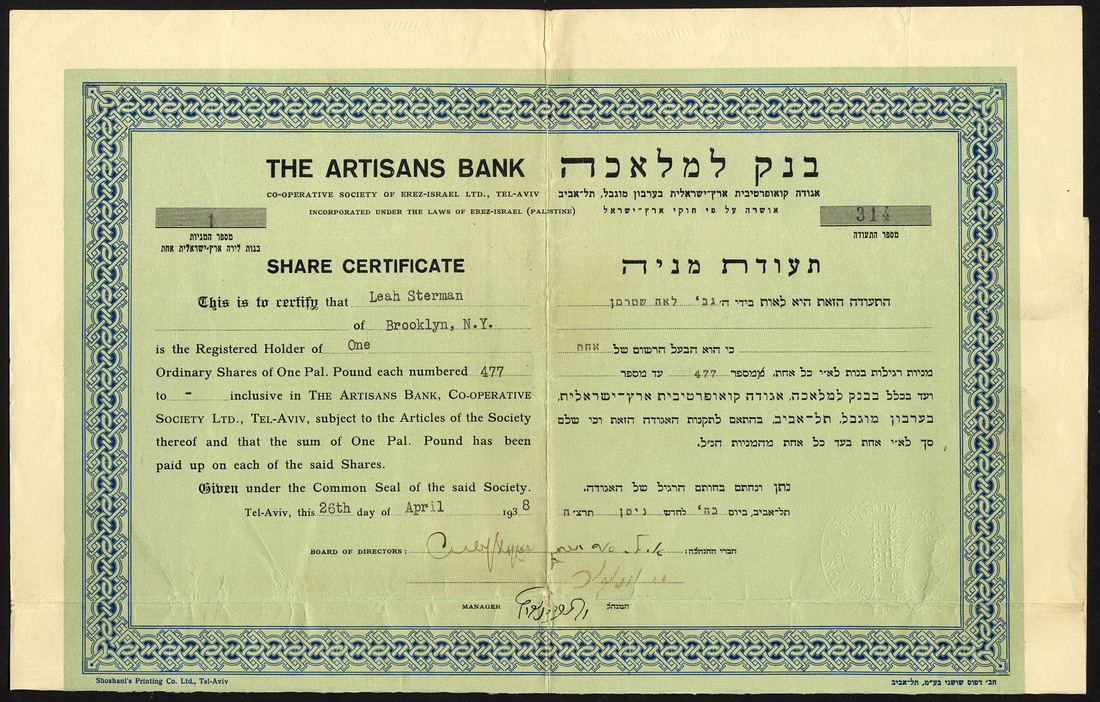 THE ARTISANS BANK
CO-OPERATIVE SOCIETY OF EREZ-ISRAEL LTD., TEL-AVIV
INCORPORATED UNDER THE LAWS OF EREZ-ISRAEL (PALESTINE)
בנק למלאכה
אגודה קואופרטיבית ארץ-ישראלית בערבון מוגבל, תל-אביב
אושרה על פי חוקי ארץ-ישראל
1
מספר המניות
בנות לירה ארץ-ישראלית אחת
314
מספר התעודה
SHARE CERTIFICATE
This is to certify that Leah Sterman
of Brooklyn, N.Y.
is the Registered Holder of One
Ordinary Shares of One Pal. Pound each numbered 477
to - inclusive in THE ARTISANS BANK, CO-OPERATIVE
SOCIETY LTD., TEL-AVIV, subject to the Articles of the Society
thereof and that the sum of One Pal. Pound has been
paid up on each of the said Shares.
Given under the Common Seal of the said Society.
Tel-Aviv, this 26th day of April 1938
תעודת מניה
התעודה הזאת היא לאות בידי ה' גב' לאה שטרמן
כי הוא הבעל הרשום של אחת
מניות רגילות בנות לא"י כל אחת, ממספר 477 עד מספר
ועד בכלל בבנק למלאכה, אגודה קואופרטיבית ארץ-ישראלית,
בערבון מוגבל, תל-אביב, בהתאם לתקנות האגודה הזאת וכי שלם
סך לא"י אחת בעד כל אחת מהמניות הנ"ל.
נתן ונחתם בחותם הרגיל של האגודה.
תל-אביב, ביום כה' לחדש ניסן תרצ"ח
BOARD OF DIRECTORS:
חברי ההנהלה:
MANAGER
המנהל
Shoshani's Printing Co. Ltd., Tel-Aviv
חב' דפוס שושני בע"מ, תל-אביב